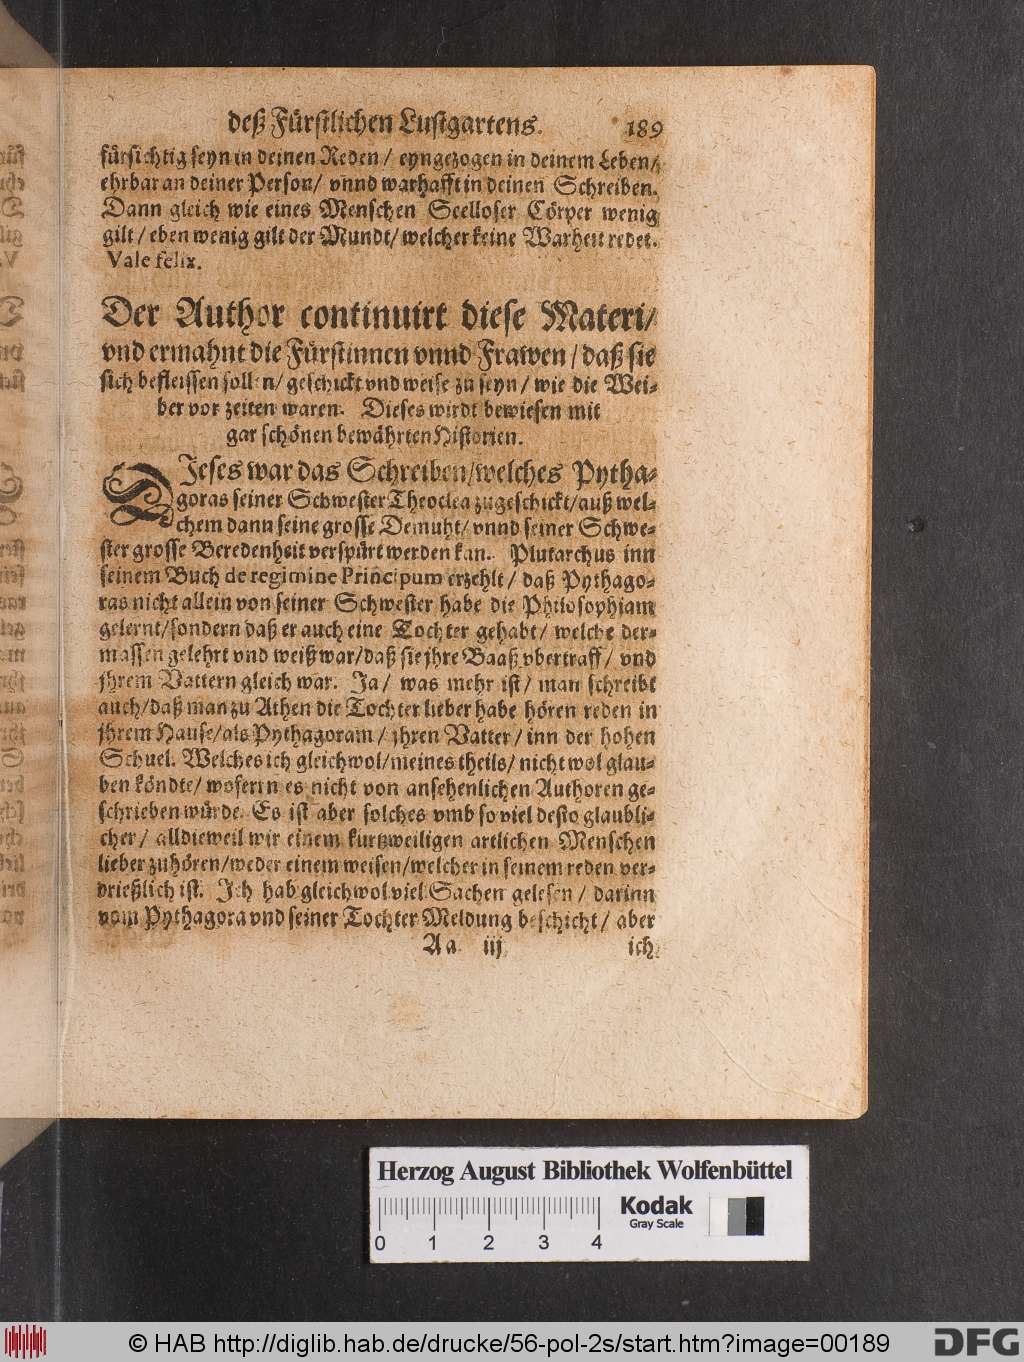 deß Fürstlichen Lustgartens. 189
fürsichtig seyn in deinen Reden / eyngezogen in deinem Leben /
ehrbar an deiner Person / vnnd warhafft in deinen Schreiben.
Dann gleich wie eines Menschen Seelloser Cörper wenig
gilt / eben wenig gilt der Mundt / welcher keine Warheit redet.
Vale felix.
Der Author continuirt diese Materi /
vnd ermahnt die Fürstinnen vnnd Frawen / daß sie
sich befleissen sollen / geschickt vnd weise zu seyn / wie die Wei-
ber vor zeiten waren. Dieses wirdt bewiesen mit
gar schönen bewährten Historien.
DIeses war das Schreiben / welches Pytha-
goras seiner Schwester Theoclea zugeschickt / auß wel-
chem dann seine grosse Demuht / vnnd seiner Schwe-
ster grosse Beredenheit verspürt werden kan. Plutarchus inn
seinem Buch de regimine Principum erzehlt / daß Pythago-
ras nicht allein von seiner Schwester habe die Philosophiam
gelernt / sondern daß er auch eine Tochter gehabt / welche der-
massen gelehrt vnd weiß war / daß sie jhre Baaß vbertraff / vnd
jhrem Vattern gleich war. Ja / was mehr ist / man schreibt
auch / daß man zu Athen die Tochter lieber habe hören reden in
jhrem Hause / als Pythagoram / jhren Vatter / inn der hohen
Schuel. Welches ich gleichwol / meines theils / nicht wol glau-
ben köndte / wofernn es nicht von ansehenlichen Authoren ge-
schrieben würde. Es ist aber solches vmb so viel desto glaubli-
cher / alldieweil wir einem kurtzweiligen artlichen Menschen
lieber zuhören / weder einem weisen / welcher in seinem reden ver-
drießlich ist. Ich hab gleichwol viel Sachen gelesen / darinn
vom Pythagora vnd seiner Tochter Meldung beschicht / aber
Aa iij ich
Herzog August Bibliothek Wolfenbüttel
Kodak
Gray Scale
0 1 2 3 4
© HAB http://diglib.hab.de/drucke/56-pol-2s/start.htm?image=00189
DFG